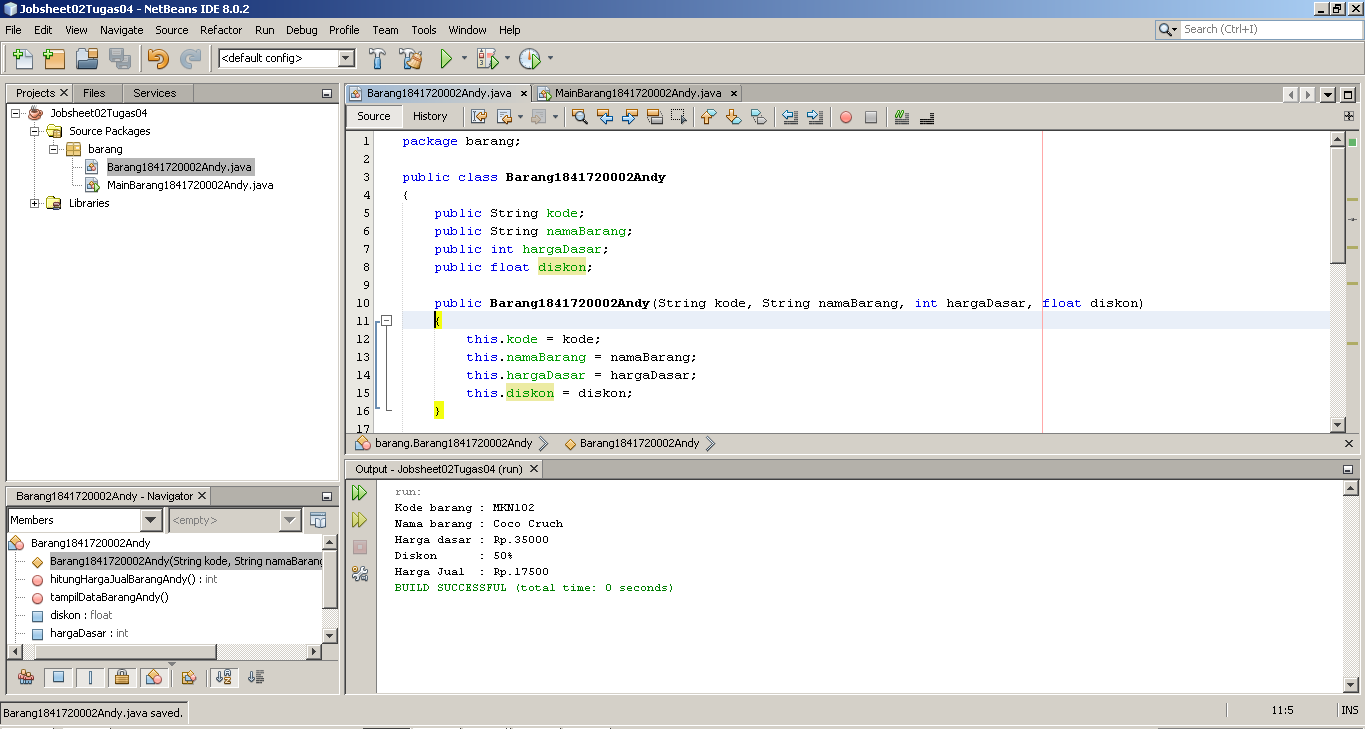 Jobsheet02Tugas04 - NetBeans IDE 8.0.2
File Edit View Navigate Source Refactor Run Debug Profile Team Tools Window Help
Search (Ctrl+I)
<default config>
Projects Files Services
Jobsheet02Tugas04
Source Packages
barang
Barang1841720002Andy.java
MainBarang1841720002Andy.java
Libraries
Barang1841720002Andy.java MainBarang1841720002Andy.java
Source History
1 package barang;
2
3 public class Barang1841720002Andy
4 {
5 public String kode;
6 public String namaBarang;
7 public int hargaDasar;
8 public float diskon;
9
10 public Barang1841720002Andy(String kode, String namaBarang, int hargaDasar, float diskon)
11 {
12 this.kode = kode;
13 this.namaBarang = namaBarang;
14 this.hargaDasar = hargaDasar;
15 this.diskon = diskon;
16 }
17
barang.Barang1841720002Andy Barang1841720002Andy
Barang1841720002Andy - Navigator
Members <empty>
Barang1841720002Andy
Barang1841720002Andy(String kode, String namaBarang
hitungHargaJualBarangAndy() : int
tampilDataBarangAndy()
diskon : float
hargaDasar : int
Output - Jobsheet02Tugas04 (run)
run:
Kode barang : MKN102
Nama barang : Coco Cruch
Harga dasar : Rp.35000
Diskon : 50%
Harga Jual : Rp.17500
BUILD SUCCESSFUL (total time: 0 seconds)
Barang1841720002Andy.java saved.
11:5 INS